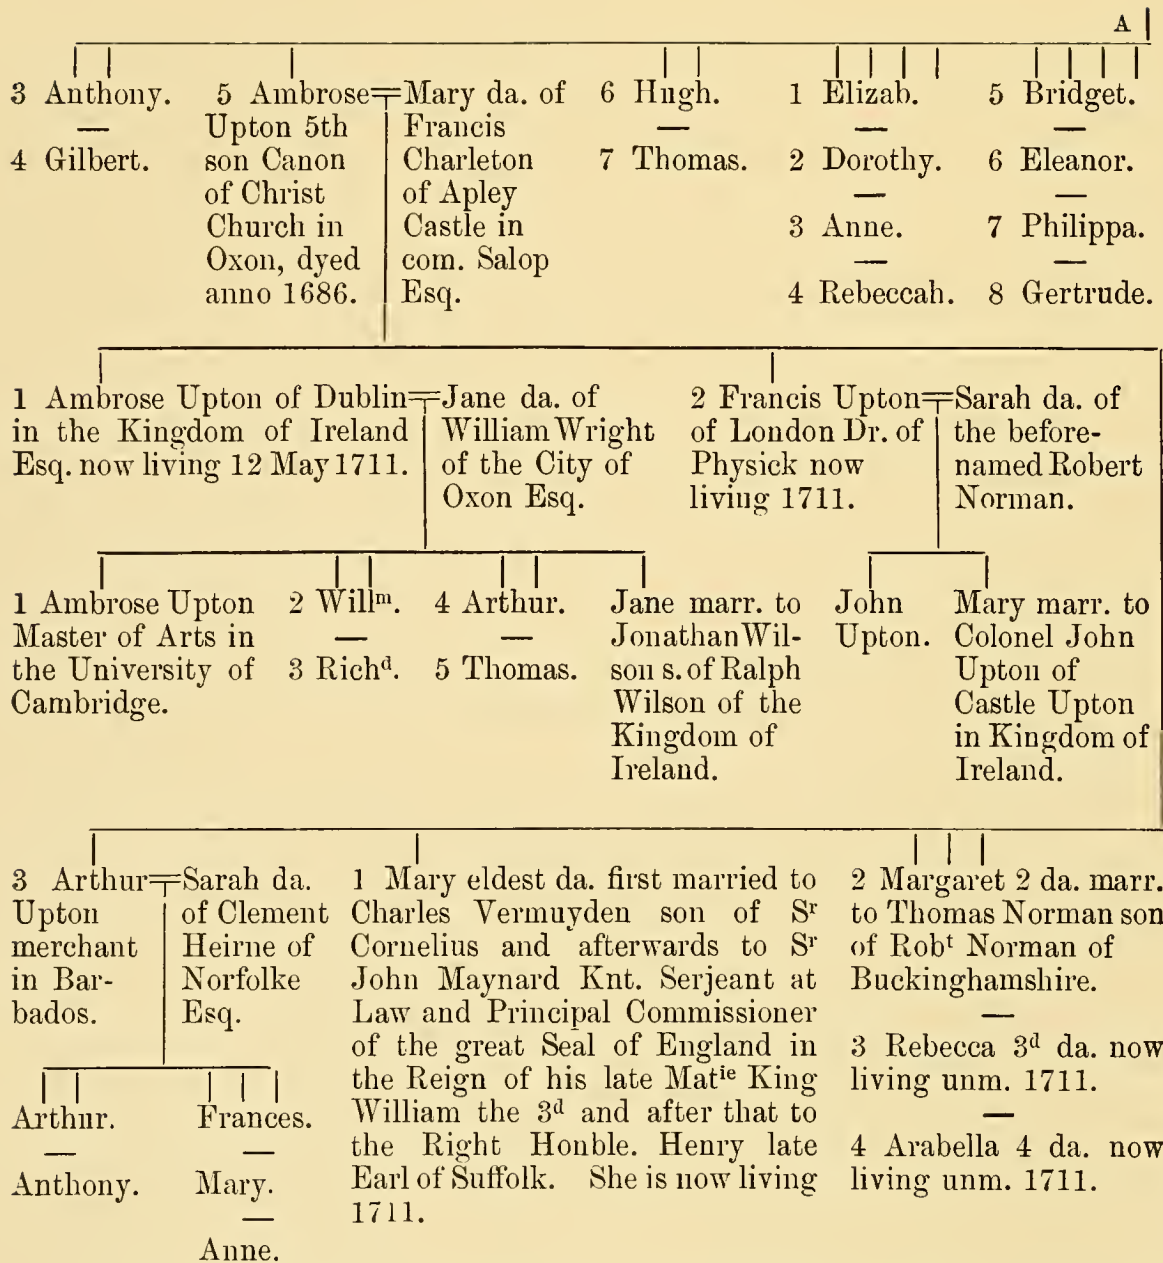 A
3 Anthony.
—
4 Gilbert.
5 Ambrose
Upton 5th
son Canon
of Christ
Church in
Oxon, dyed
anno 1686.
Mary da. of
Francis
Charleton
of Apley
Castle in
com. Salop
Esq.
6 Hugh.
—
7 Thomas.
1 Elizab.
—
2 Dorothy.
—
3 Anne.
—
4 Rebeccah.
5 Bridget.
—
6 Eleanor.
—
7 Philippa.
—
8 Gertrude.
1 Ambrose Upton of Dublin
in the Kingdom of Ireland
Esq. now living 12 May 1711.
Jane da. of
William Wright
of the City of
Oxon Esq.
2 Francis Upton
of London Dr. of
Physick now
living 1711.
Sarah da. of
the before-
named Robert
Norman.
1 Ambrose Upton
Master of Arts in
the University of
Cambridge.
2 Willᵐ.
—
3 Richᵈ.
4 Arthur.
—
5 Thomas.
Jane marr. to
Jonathan Wil-
son s. of Ralph
Wilson of the
Kingdom of
Ireland.
John
Upton.
Mary marr. to
Colonel John
Upton of
Castle Upton
in Kingdom of
Ireland.
3 Arthur
Upton
merchant
in Bar-
bados.
Sarah da.
of Clement
Heirne of
Norfolke
Esq.
Arthur.
—
Anthony.
Frances.
—
Mary.
—
Anne.
1 Mary eldest da. first married to
Charles Vermuyden son of Sʳ
Cornelius and afterwards to Sʳ
John Maynard Knt. Serjeant at
Law and Principal Commissioner
of the great Seal of England in
the Reign of his late Matⁱᵉ King
William the 3ᵈ and after that to
the Right Honble. Henry late
Earl of Suffolk. She is now living
1711.
2 Margaret 2 da. marr.
to Thomas Norman son
of Robᵗ Norman of
Buckinghamshire.
—
3 Rebecca 3ᵈ da. now
living unm. 1711.
—
4 Arabella 4 da. now
living unm. 1711.